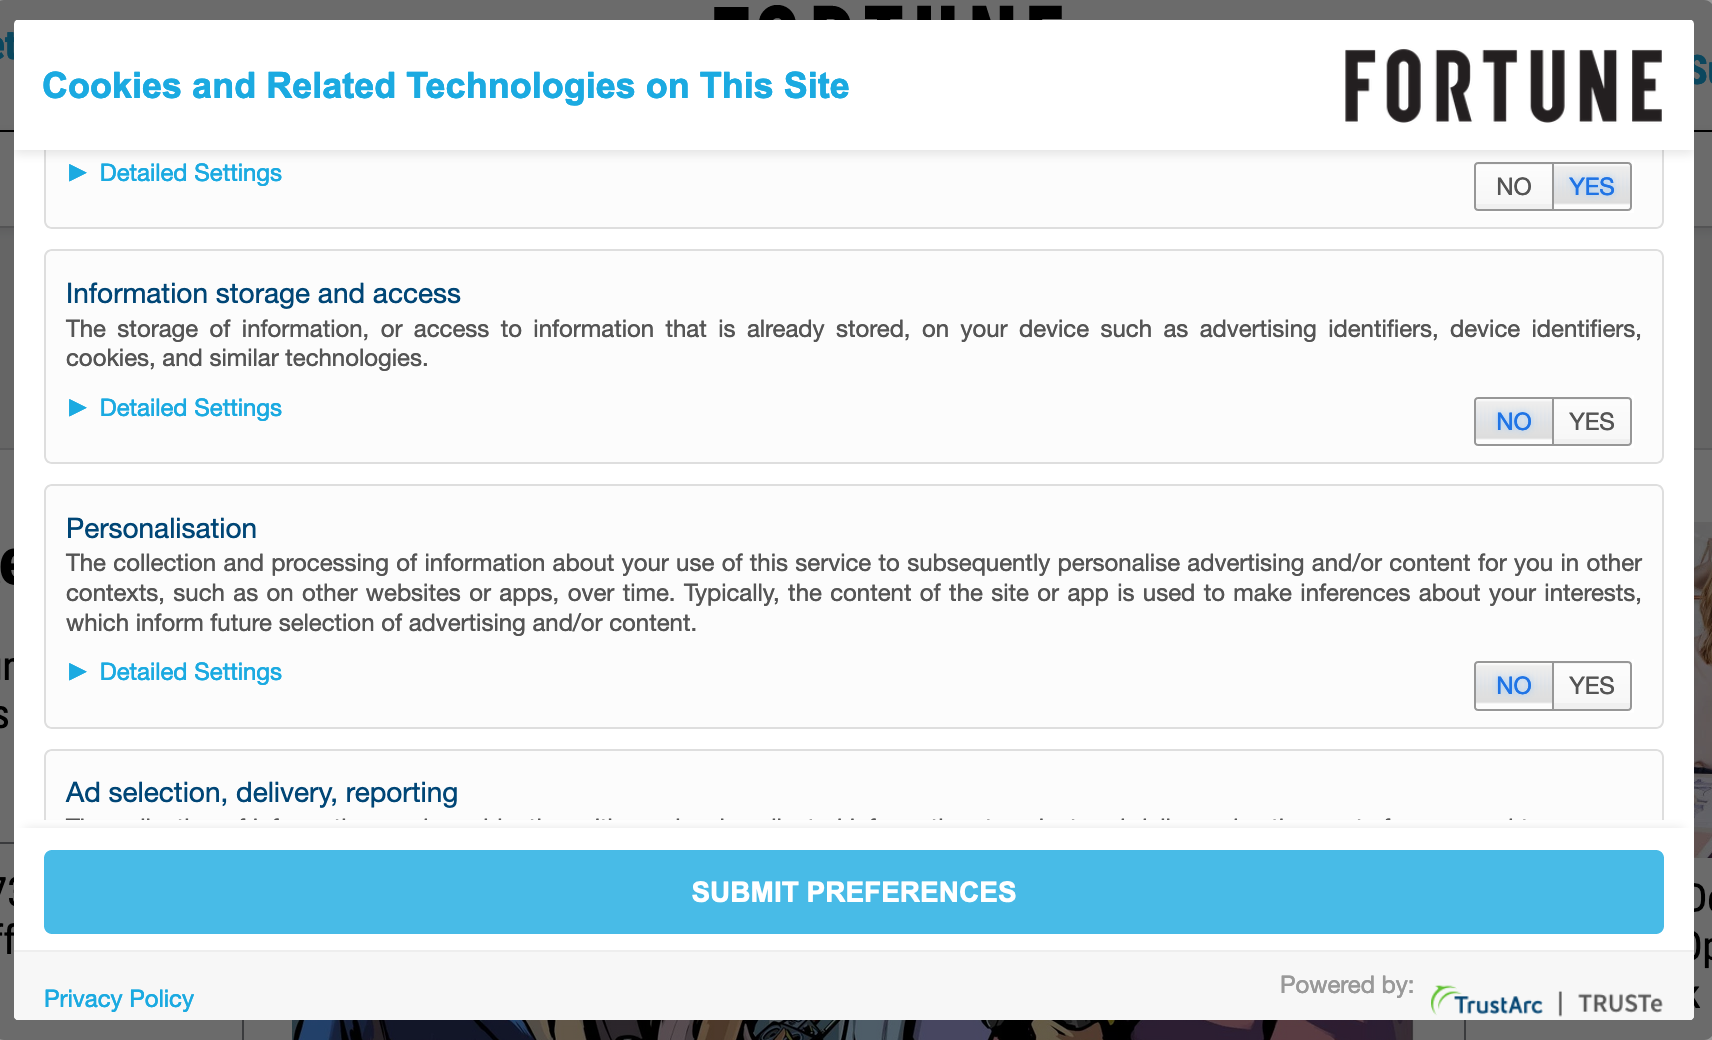 FORTUNE
Cookies and Related Technologies on This Site
FORTUNE
► Detailed Settings
NO YES
Information storage and access
The storage of information, or access to information that is already stored, on your device such as advertising identifiers, device identifiers,
cookies, and similar technologies.
► Detailed Settings
NO YES
Personalisation
The collection and processing of information about your use of this service to subsequently personalise advertising and/or content for you in other
contexts, such as on other websites or apps, over time. Typically, the content of the site or app is used to make inferences about your interests,
which inform future selection of advertising and/or content.
► Detailed Settings
NO YES
Ad selection, delivery, reporting
SUBMIT PREFERENCES
Privacy Policy
Powered by:
TrustArc | TRUSTe